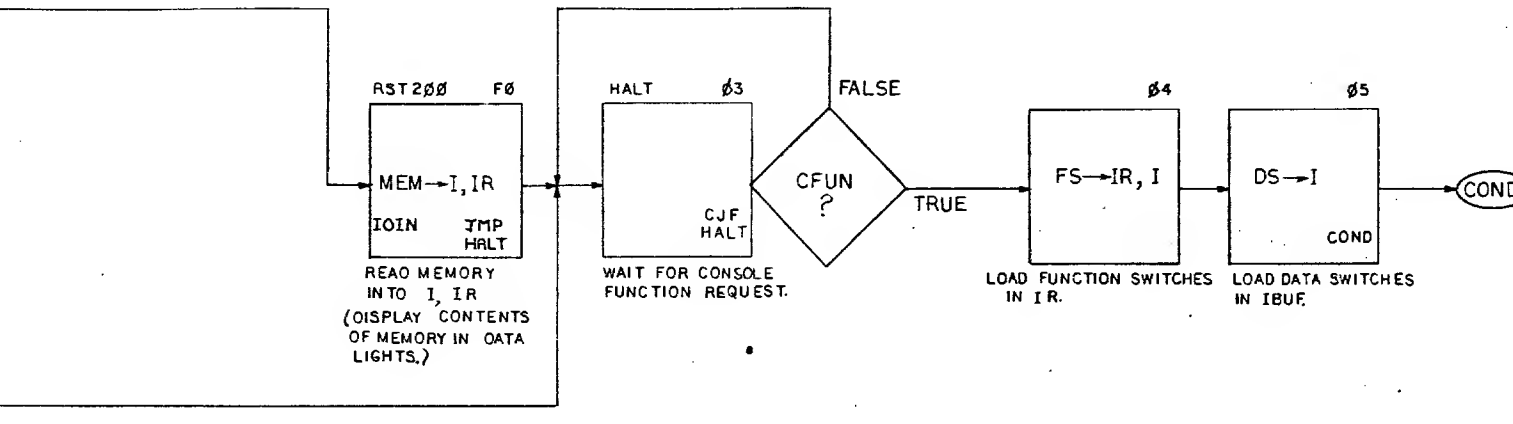 RST2ØØ FØ
MEM→I, IR
IOIN JMP
HALT
REAO MEMORY
INTO I, IR
(OISPLAY CONTENTS
OF MEMORY IN OATA
LIGHTS.)
HALT Ø3
CJF
HALT
WAIT FOR CONSOLE
FUNCTION REQUEST.
FALSE
CFUN
?
TRUE
Ø4
FS→IR, I
LOAD FUNCTION SWITCHES
IN IR.
Ø5
DS→I
COND
LOAD DATA SWITCHES
IN IBUF.
COND